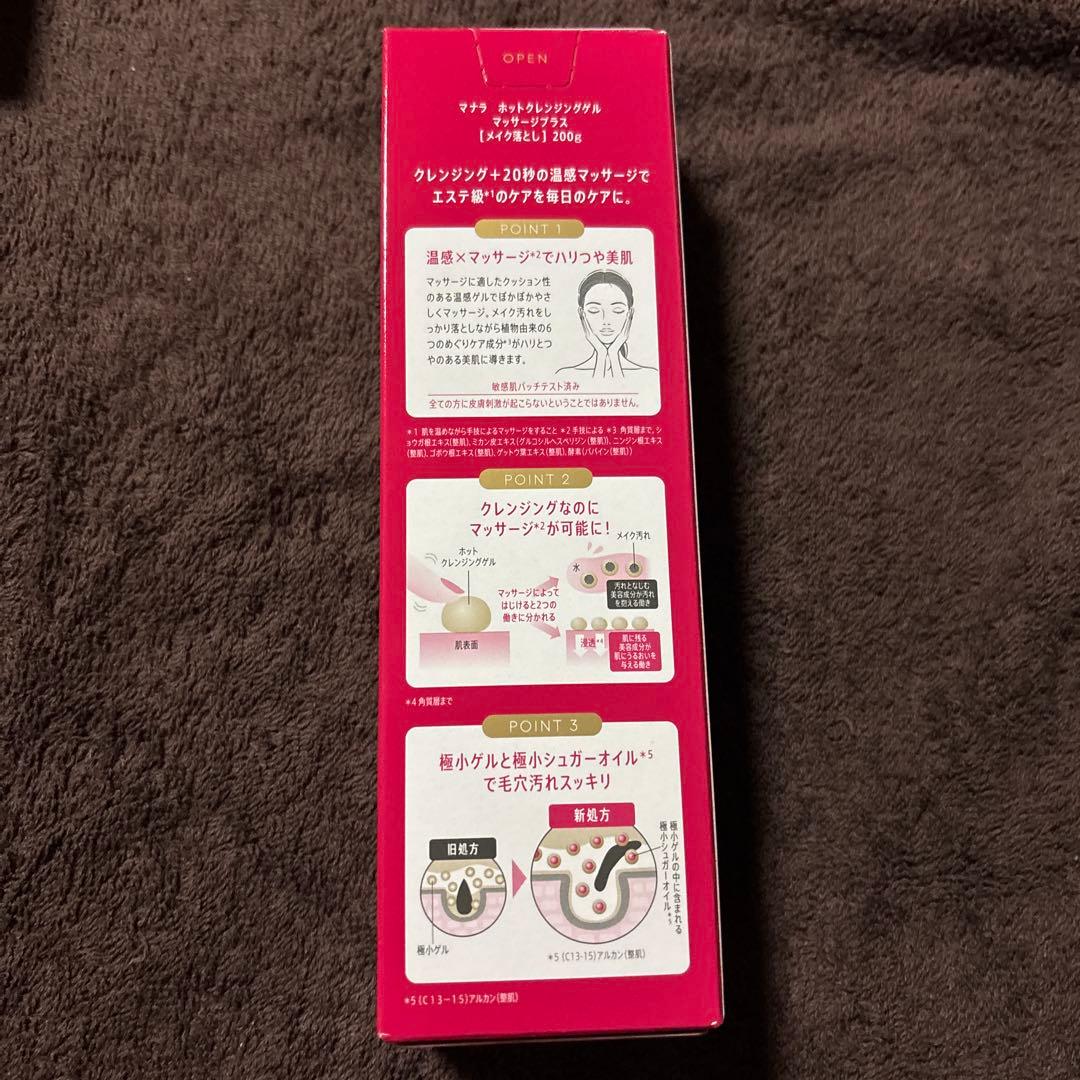 OPEN
マナラ ホットクレンジングゲル
マッサージプラス
[メイク落とし] 200g
クレンジング+20秒の温感マッサージで
エステ級*1のケアを毎日のケアに。
POINT 1
温感×マッサージ*2でハリつや美肌
マッサージに適したクッション性
のある温感ゲルでぽかぽかやさ
しくマッサージ。メイク汚れをし
っかり落としながら植物由来の6
つのめぐりケア成分*3がハリとつ
やのある美肌に導きます。
敏感肌パッチテスト済み
全ての方に皮膚刺激が起こらないということではありません。
*1 肌を温めながら手技によるマッサージをすること *2 手技による *3 角質層まで、シ
ョウガ根エキス(整肌)、ミカン皮エキス(グルコシルヘスペリジン(整肌))、ニンジン根エキス
(整肌)、ゴボウ根エキス(整肌)、ゲットウ葉エキス(整肌)、酵素(パパイン(整肌))
POINT 2
クレンジングなのに
マッサージ*2が可能に!
ホット
クレンジングゲル
肌表面
マッサージによって
はじけると2つの
働きに分かれる
メイク汚れ
水
汚れとなじむ
美容成分が汚れ
を抱える働き
浸透*4
肌に残る
美容成分が
肌にうるおいを
与える働き
*4 角質層まで
POINT 3
極小ゲルと極小シュガーオイル*5
で毛穴汚れスッキリ
旧処方
極小ゲル
新処方
極小ゲルの中に含まれる
極小シュガーオイル*5
*5 (C13-15)アルカン(整肌)
*5 (C13-15)アルカン(整肌)